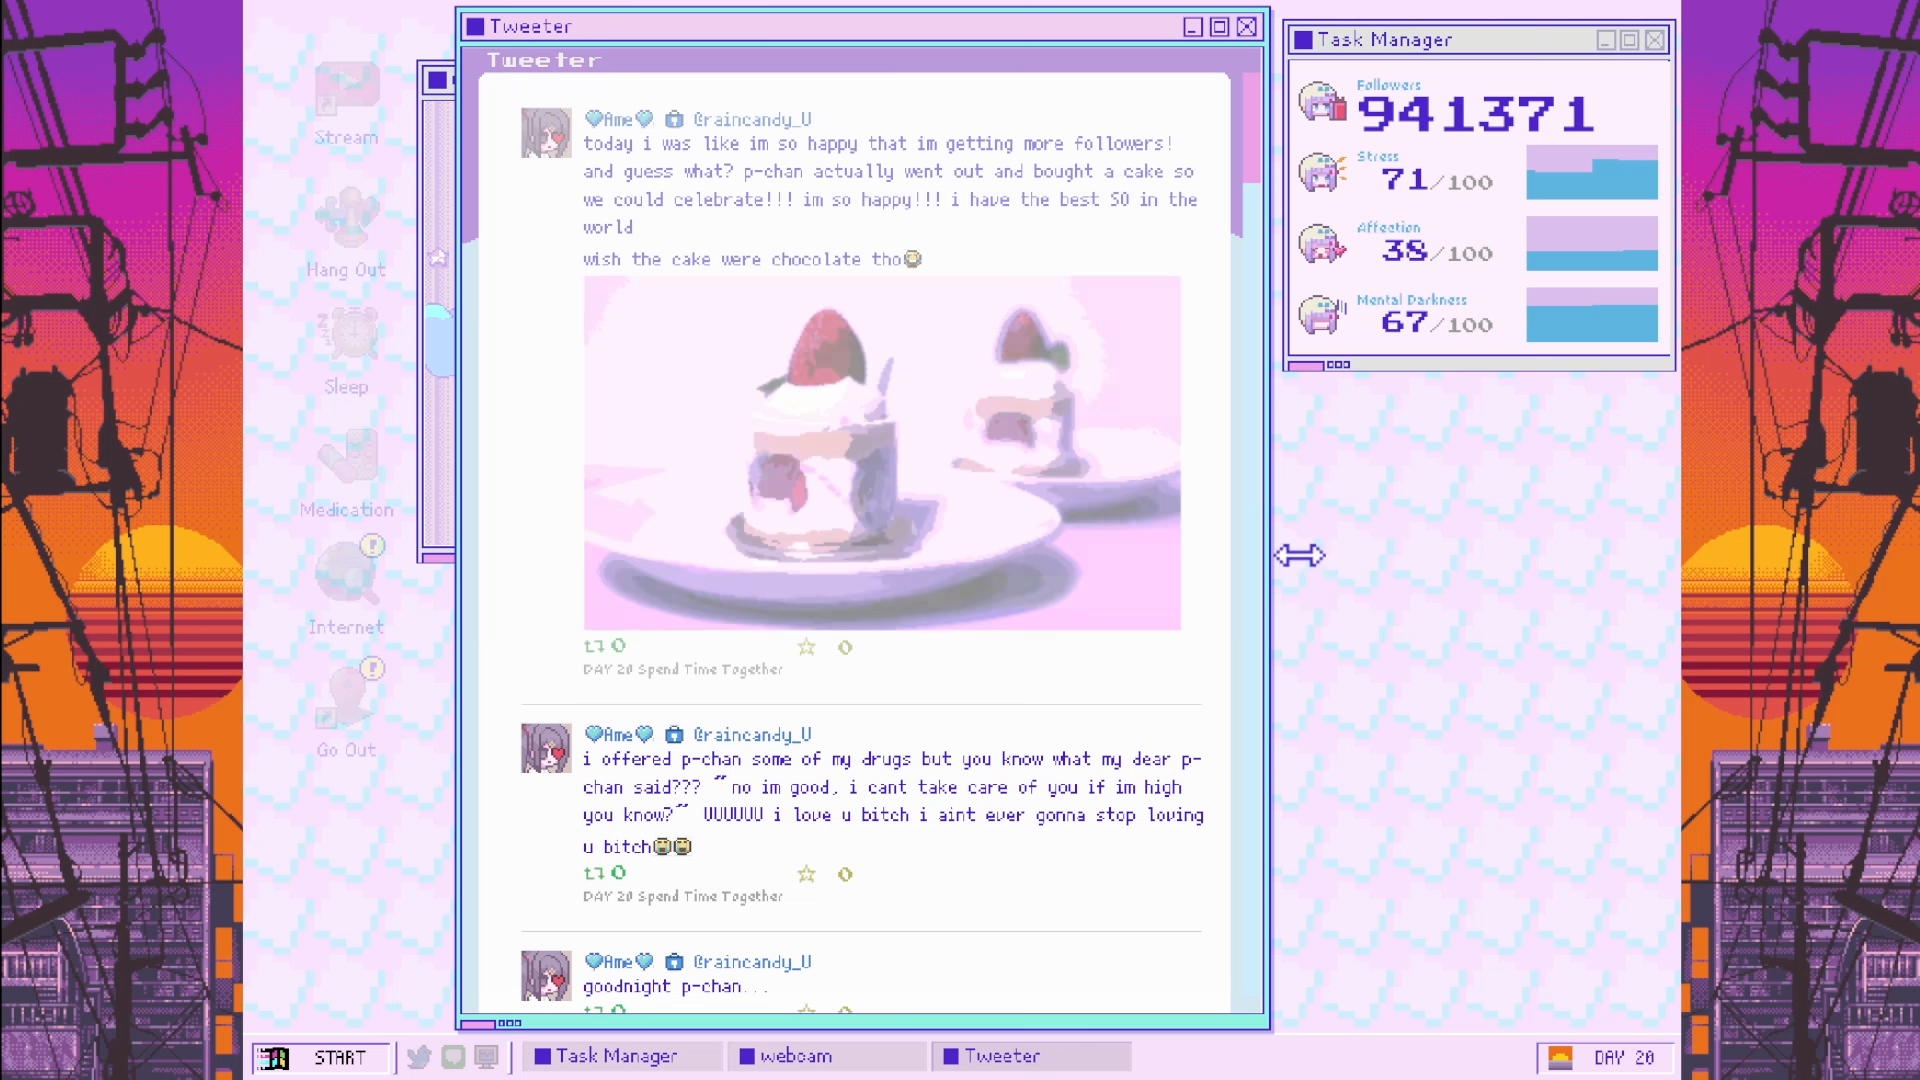 Tweeter
Tweeter
Ame @raincandy_U
today i was like im so happy that im getting more followers!
and guess what? p-chan actually went out and bought a cake so
we could celebrate!!! im so happy!!! i have the best SO in the
world
wish the cake were chocolate tho
0 0
DAY 20 Spend Time Together
Ame @raincandy_U
i offered p-chan some of my drugs but you know what my dear p-
chan said??? "no im good, i cant take care of you if im high
you know?" UUUUUU i love u bitch i aint ever gonna stop loving
u bitch
0 0
DAY 20 Spend Time Together
Ame @raincandy_U
goodnight p-chan...
Task Manager
Followers
941371
Stress
71/100
Affection
38/100
Mental Darkness
67/100
Stream
Hang Out
Sleep
Medication
Internet
Go Out
START
Task Manager
webcam
Tweeter
DAY 20